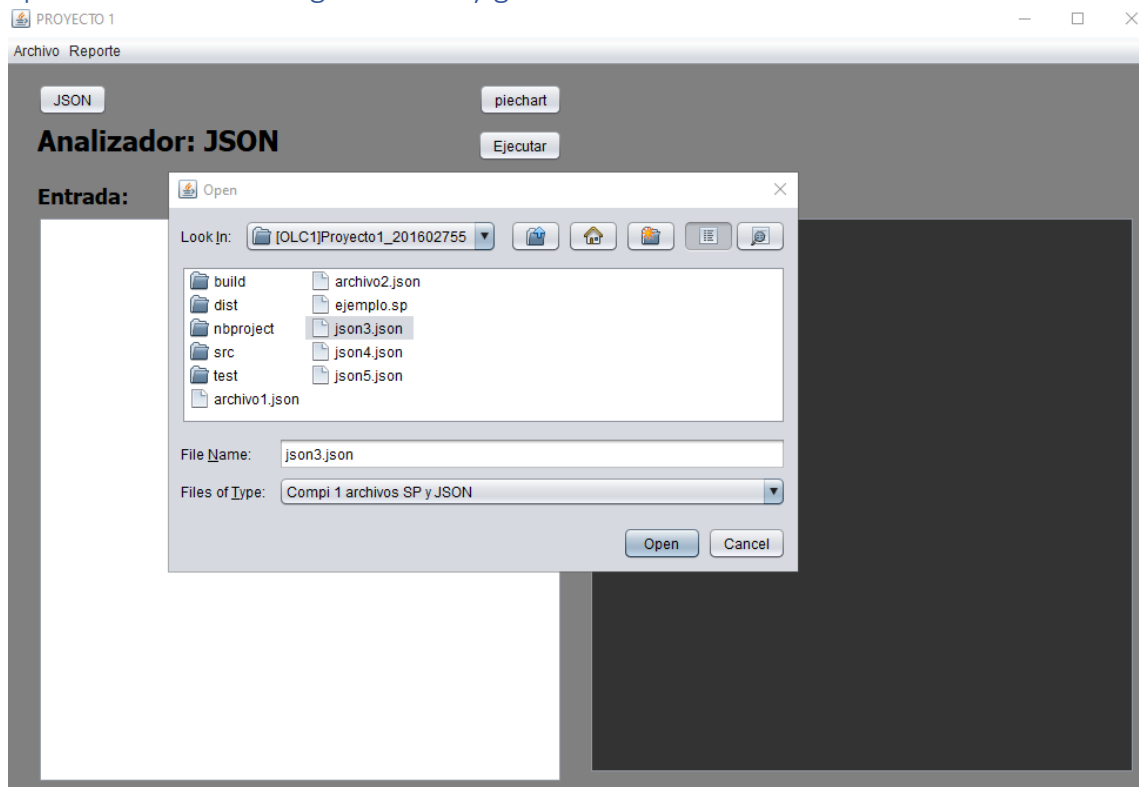 PROYECTO 1
Archivo Reporte
JSON
piechart
Analizador: JSON
Ejecutar
Entrada:
Open
Look In: [OLC1]Proyecto1_201602755
build
dist
nbproject
src
test
archivo1.json
archivo2.json
ejemplo.sp
json3.json
json4.json
json5.json
File Name: json3.json
Files of Type: Compi 1 archivos SP y JSON
Open Cancel